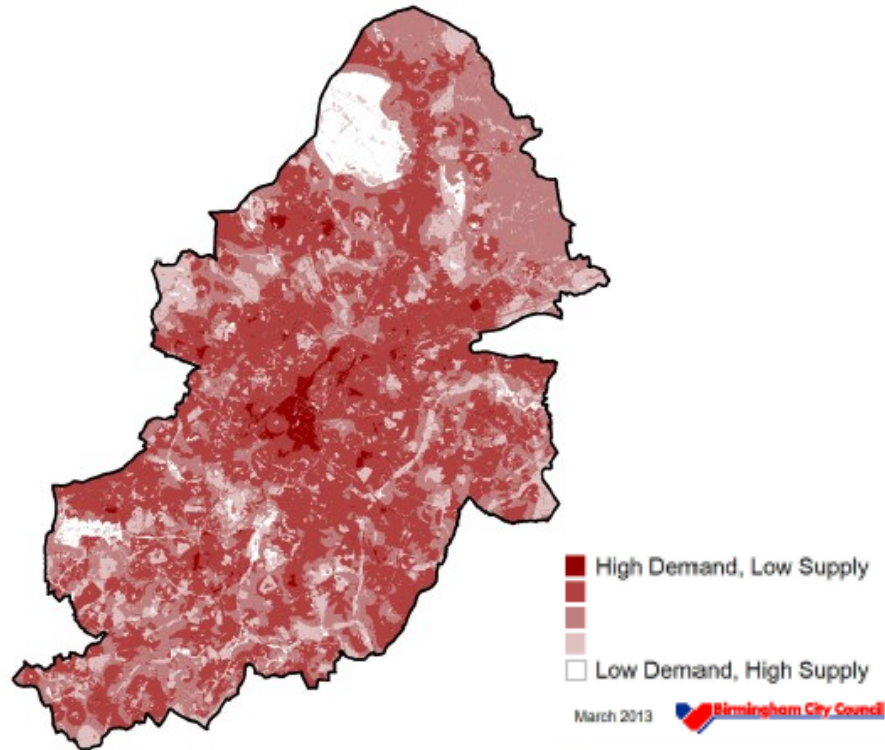 High Demand, Low Supply
Low Demand, High Supply
March 2013
Birmingham City Council